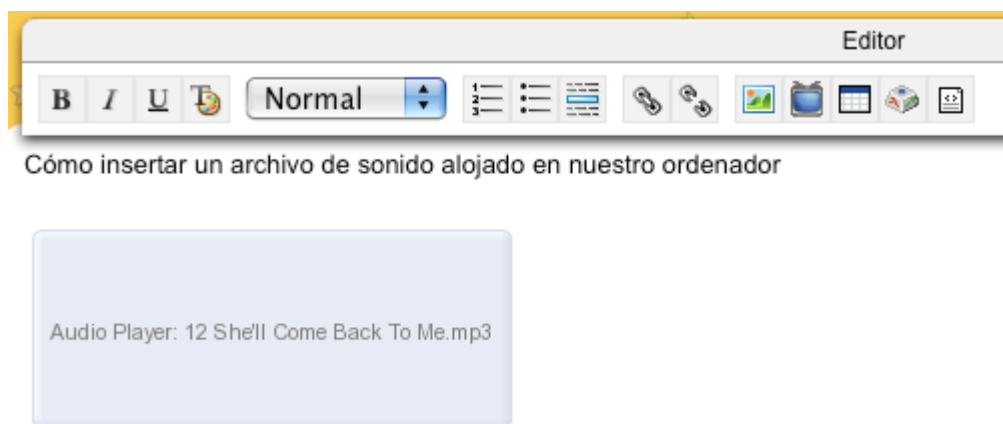 Editor
B I U T Normal
Cómo insertar un archivo de sonido alojado en nuestro ordenador
Audio Player: 12 She'll Come Back To Me.mp3